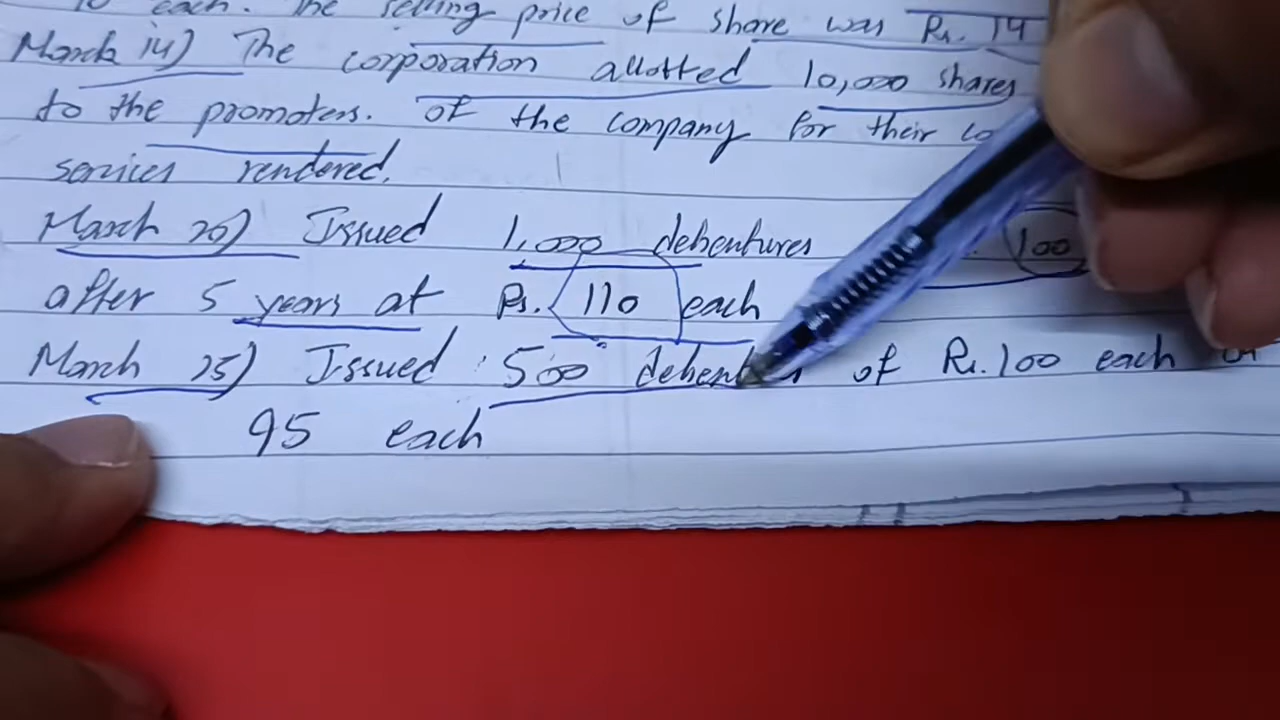 10 each. The selling price of share was Rs. 14
March 14) The corporation allotted 10,000 shares
to the promoters. of the company for their
services rendered.
March 20) Issued 1,000 debentures 100
after 5 years at Rs. 110 each
March 25) Issued 500 of Rs. 100 each
95 each